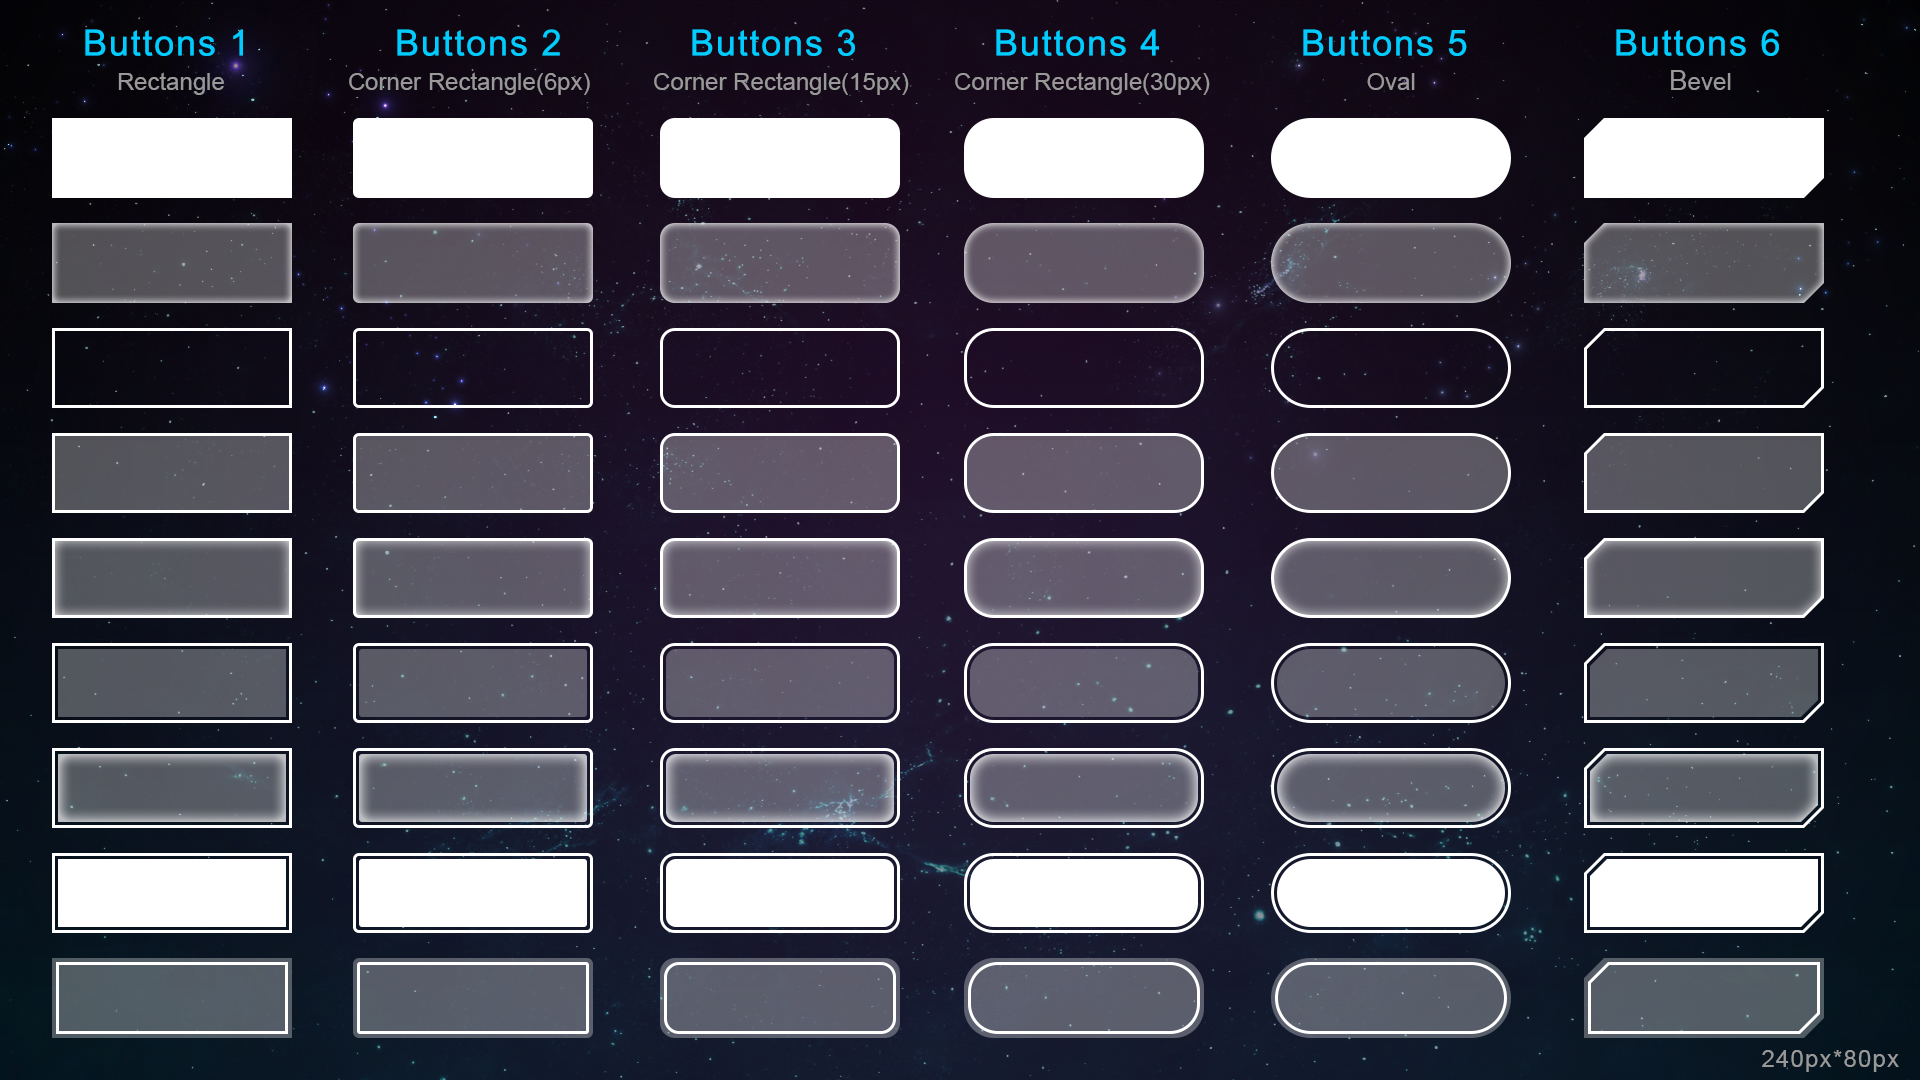 Buttons 1
Rectangle
Buttons 2
Corner Rectangle(6px)
Buttons 3
Corner Rectangle(15px)
Buttons 4
Corner Rectangle(30px)
Buttons 5
Oval
Buttons 6
Bevel
240px*80px